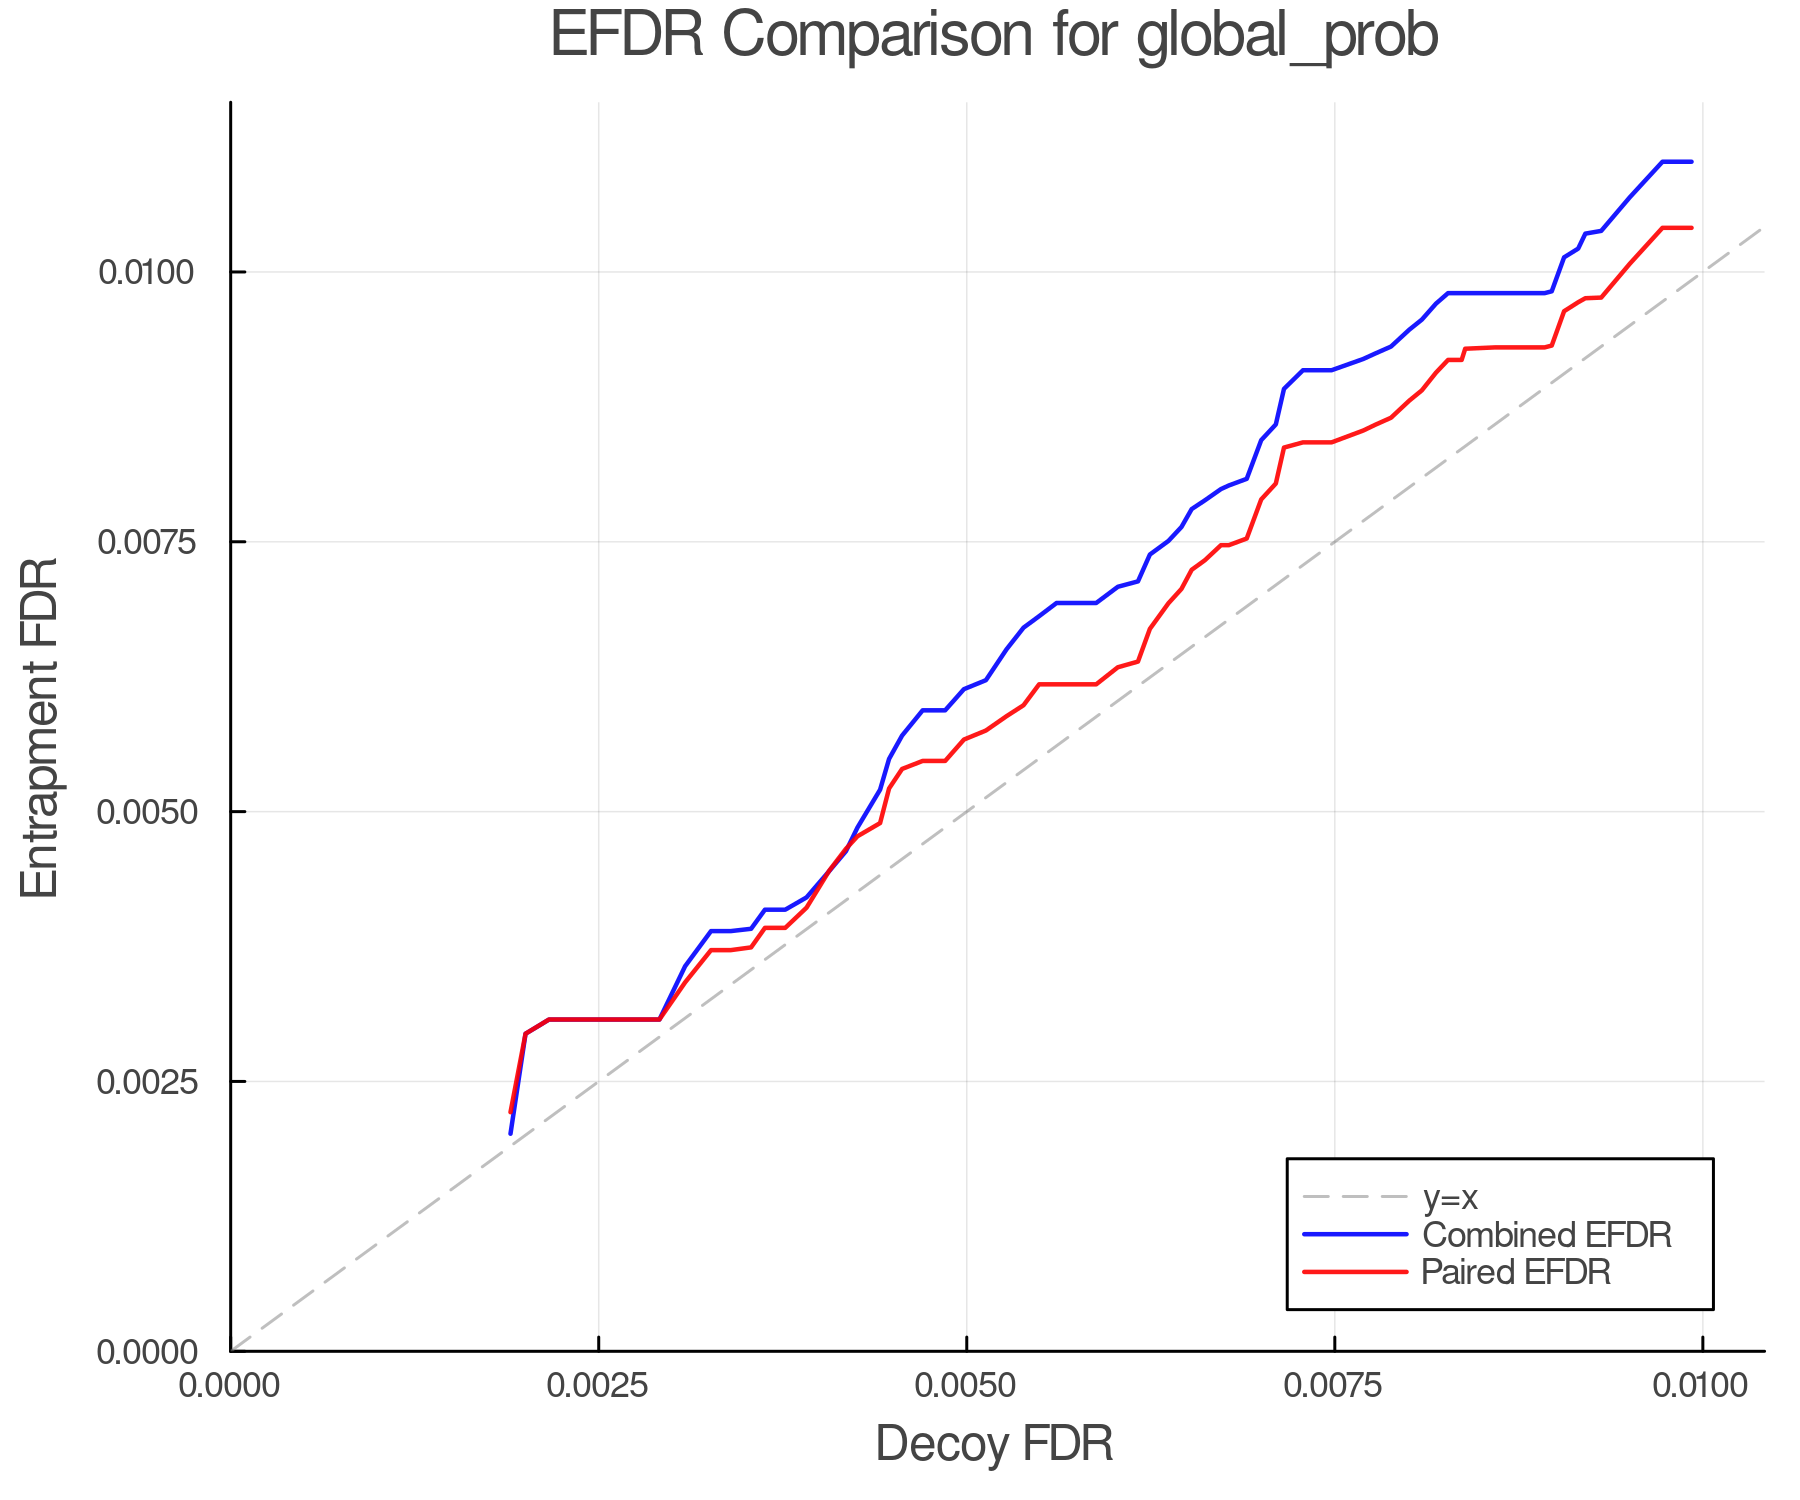 EFDR Comparison for global_prob
Entrapment FDR
0.0100
0.0075
0.0050
0.0025
0.0000
0.0000 0.0025 0.0050 0.0075 0.0100
Decoy FDR
y=x
Combined EFDR
Paired EFDR